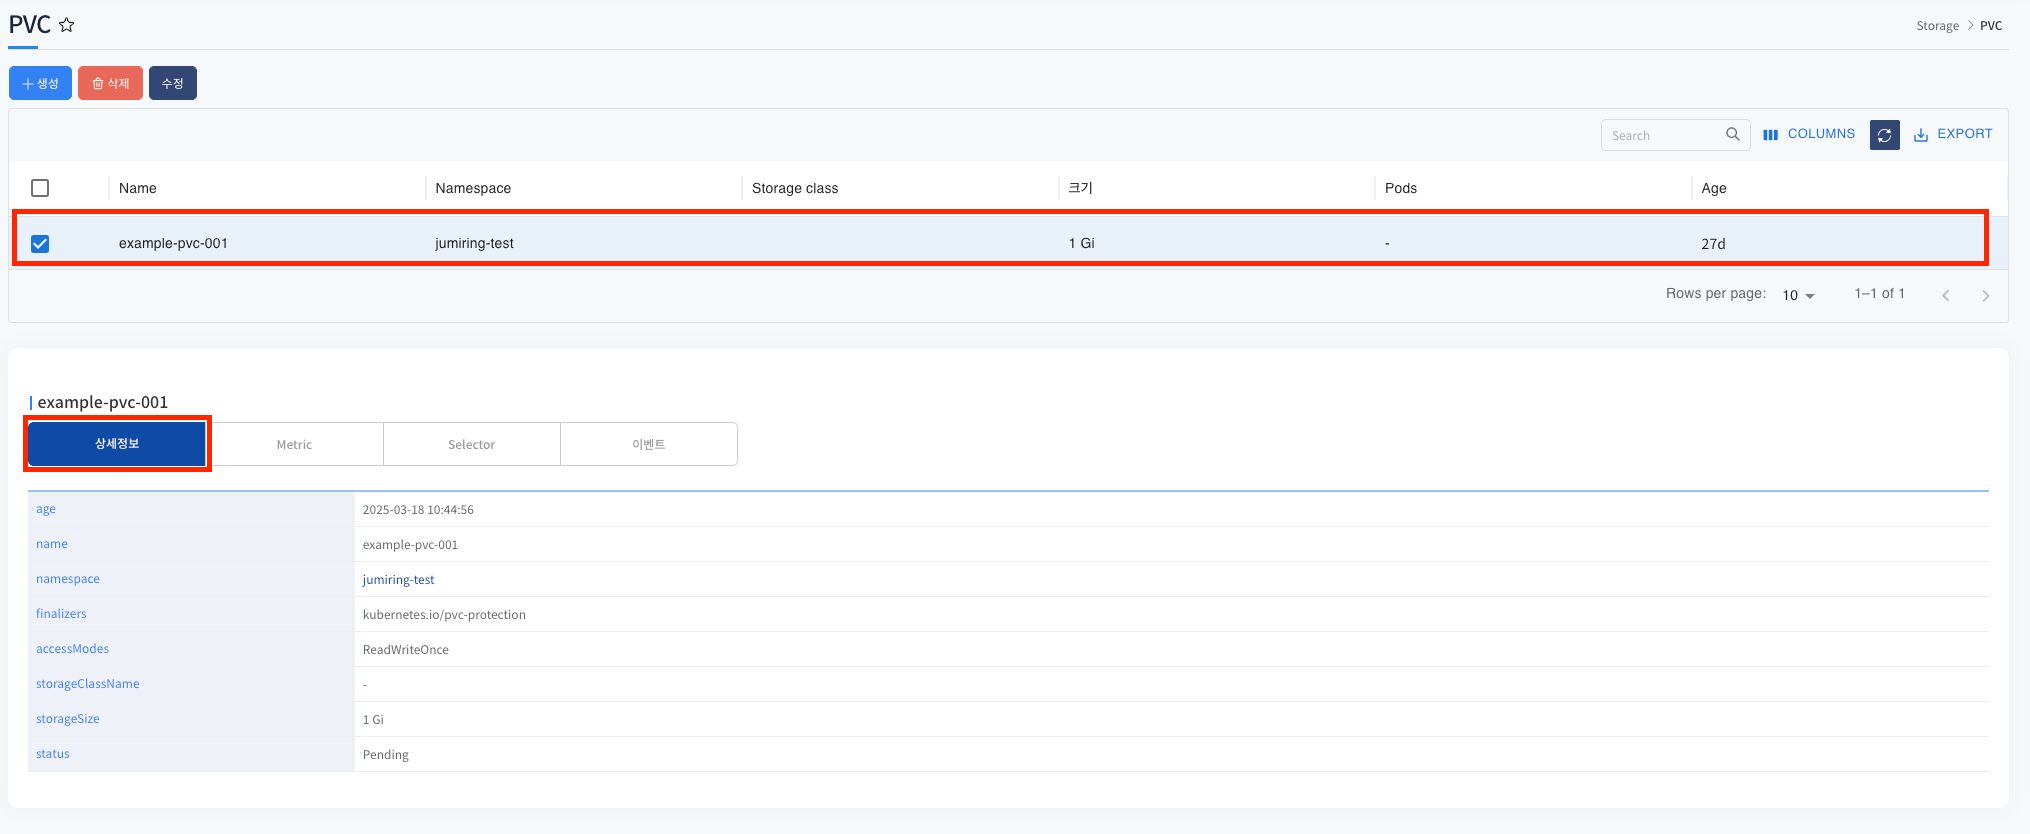 PVC
Storage > PVC
생성 삭제 수정
Search COLUMNS EXPORT
Name Namespace Storage class 크기 Pods Age
example-pvc-001 jumiring-test 1 Gi - 27d
Rows per page: 10 1–1 of 1
example-pvc-001
상세정보 Metric Selector 이벤트
age 2025-03-18 10:44:56
name example-pvc-001
namespace jumiring-test
finalizers kubernetes.io/pvc-protection
accessModes ReadWriteOnce
storageClassName -
storageSize 1 Gi
status Pending